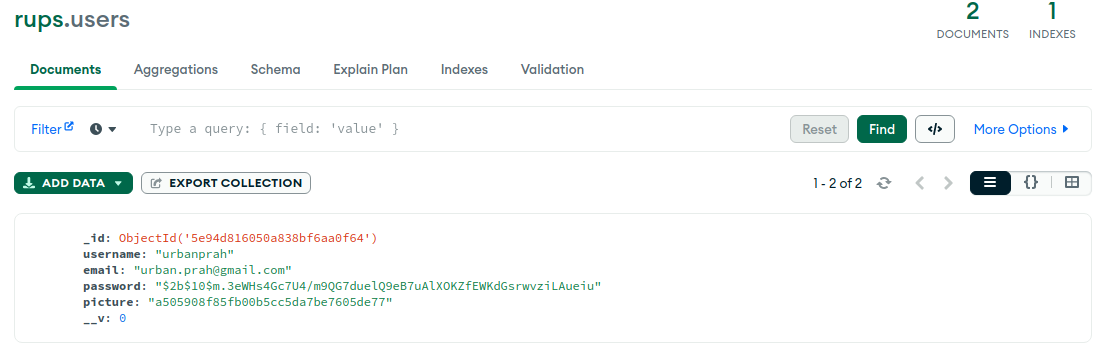 rups.users
2 1
DOCUMENTS INDEXES
Documents Aggregations Schema Explain Plan Indexes Validation
Filter Type a query: { field: 'value' } Reset Find </> More Options
ADD DATA EXPORT COLLECTION 1 - 2 of 2 {}
_id: ObjectId('5e94d816050a838bf6aa0f64')
username: "urbanprah"
email: "urban.prah@gmail.com"
password: "$2b$10$m.3eWHs4Gc7U4/m9QG7duelQ9eB7uAlXOKZfEWKdGsrwvziLAueiu"
picture: "a505908f85fb00b5cc5da7be7605de77"
__v: 0